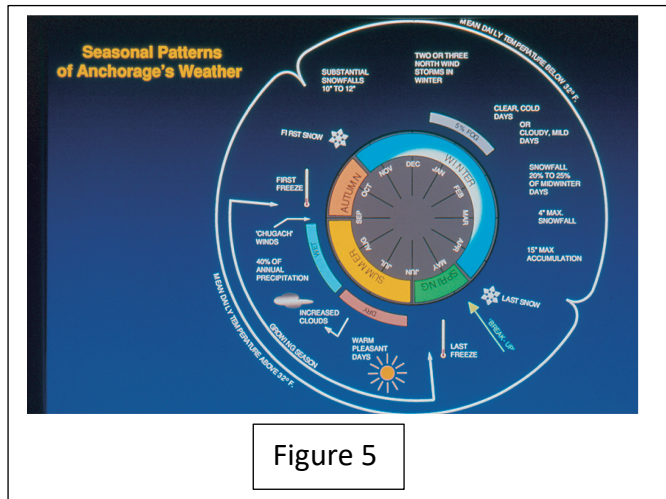 Seasonal Patterns
of Anchorage's Weather
MEAN DAILY TEMPERATURE BELOW 32° F.
TWO OR THREE
NORTH WIND
STORMS IN
WINTER
SUBSTANTIAL
SNOWFALLS
10" TO 12"
CLEAR, COLD
DAYS
OR
CLOUDY, MILD
DAYS
5% FOG
FIRST SNOW
WINTER
SNOWFALL
20% TO 25%
OF MIDWINTER
DAYS
FIRST
FREEZE
AUTUMN
DEC
JAN
FEB
MAR
APR
MAY
JUN
JUL
AUG
SEP
OCT
NOV
4" MAX.
SNOWFALL
'CHUGACH'
WINDS
WET
SUMMER
SPRING
15" MAX
ACCUMULATION
40% OF
ANNUAL
PRECIPITATION
LAST SNOW
INCREASED
CLOUDS
DRY
'BREAK - UP'
GROWING SEASON
WARM
PLEASANT
DAYS
LAST
FREEZE
MEAN DAILY TEMPERATURE ABOVE 32° F.
Figure 5